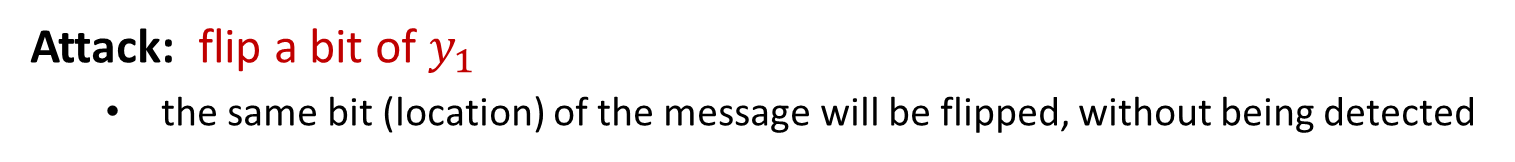 Attack: flip a bit of y₁
• the same bit (location) of the message will be flipped, without being detected